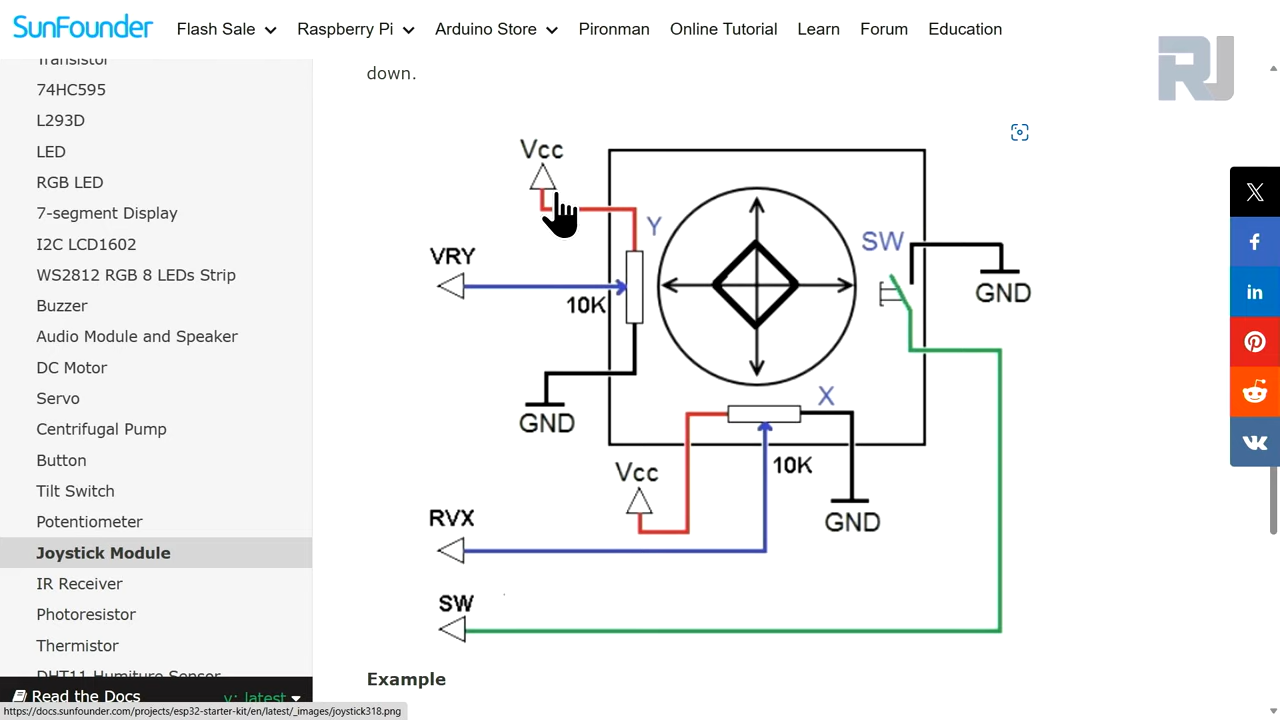 SunFounder
Flash Sale
Raspberry Pi
Arduino Store
Pironman
Online Tutorial
Learn
Forum
Education
RJ
Transistor
74HC595
L293D
LED
RGB LED
7-segment Display
I2C LCD1602
WS2812 RGB 8 LEDs Strip
Buzzer
Audio Module and Speaker
DC Motor
Servo
Centrifugal Pump
Button
Tilt Switch
Potentiometer
Joystick Module
IR Receiver
Photoresistor
Thermistor
DHT11 Humiture Sensor
Read the Docs
v: latest
https://docs.sunfounder.com/projects/esp32-starter-kit/en/latest/_images/joystick318.png
down.
Vcc
Y
SW
VRY
10K
GND
GND
X
Vcc
10K
GND
RVX
SW
Example